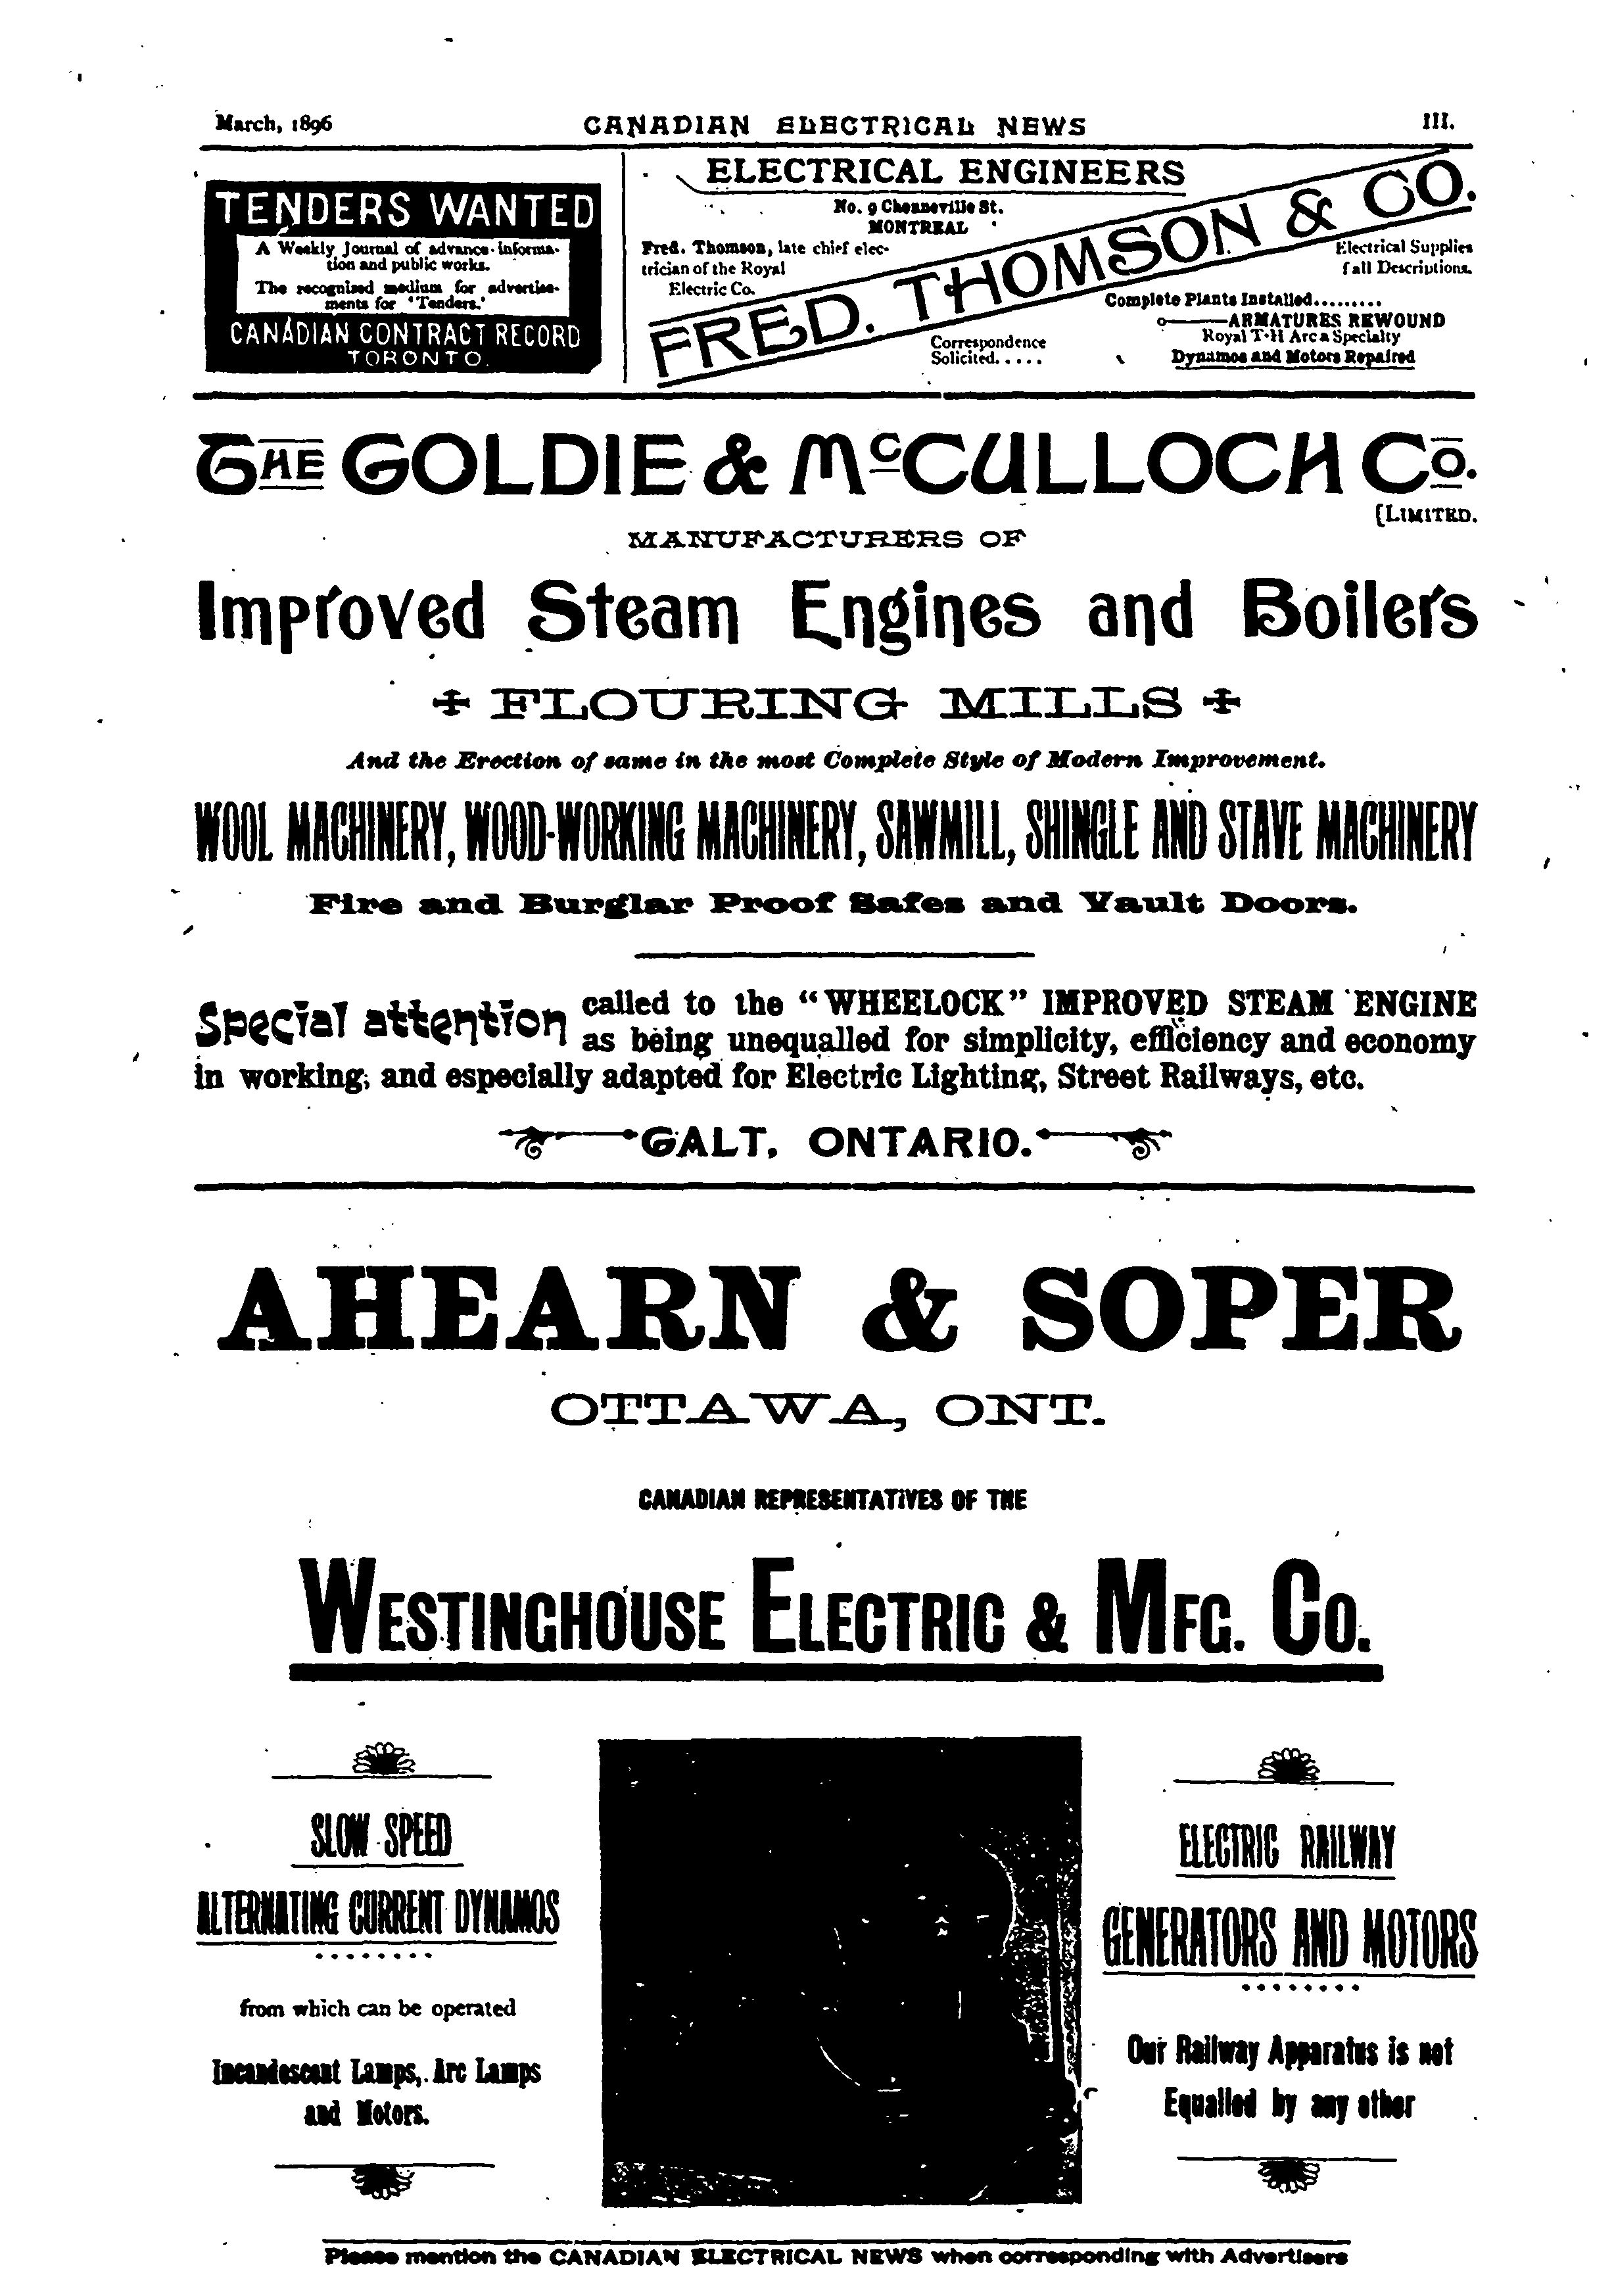 March, 1896 CANADIAN ELECTRICAL NEWS III.
TENDERS WANTED
A Weekly Journal of advance informa-
tion and public works.
The recognized medium for advertise-
ments for 'Tenders.'
CANADIAN CONTRACT RECORD
TORONTO.
ELECTRICAL ENGINEERS
No. 9 Chenneville St.
MONTREAL
Fred. Thomson, late chief elec-
trician of the Royal
Electric Co.
FRED. THOMSON & CO.
Electrical Supplies
f all Descriptions.
Complete Plants Installed.........
ARMATURES REWOUND
Royal T-H Arc a Specialty
Dynamos and Motors Repaired
Correspondence
Solicited.....
THE GOLDIE & McCULLOCH Co.
(LIMITED.
MANUFACTURERS OF
Improved Steam Engines and Boilers
FLOURING MILLS
And the Erection of same in the most Complete Style of Modern Improvement.
WOOL MACHINERY, WOOD-WORKING MACHINERY, SAWMILL, SHINGLE AND STAVE MACHINERY
Fire and Burglar Proof Safes and Vault Doors.
Special attention called to the "WHEELOCK" IMPROVED STEAM ENGINE
as being unequalled for simplicity, efficiency and economy
in working, and especially adapted for Electric Lighting, Street Railways, etc.
GALT, ONTARIO.
AHEARN & SOPER
OTTAWA, ONT.
CANADIAN REPRESENTATIVES OF THE
WESTINGHOUSE ELECTRIC & MFG. CO.
SLOW SPEED
ALTERNATING CURRENT DYNAMOS
from which can be operated
Incandescent Lamps, Arc Lamps
and Motors.
ELECTRIC RAILWAY
GENERATORS AND MOTORS
Our Railway Apparatus is not
Equalled by any other
Please mention the CANADIAN ELECTRICAL NEWS when corresponding with Advertisers